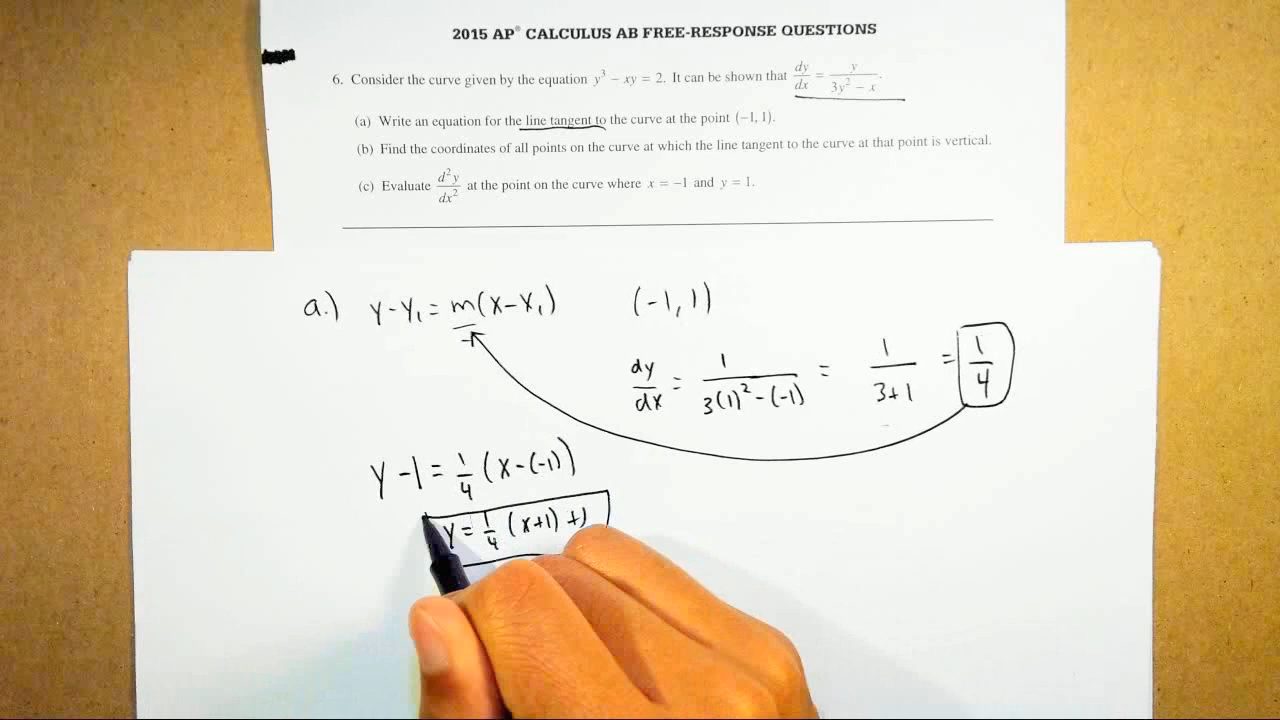 2015 AP® CALCULUS AB FREE-RESPONSE QUESTIONS
6. Consider the curve given by the equation y³ − xy = 2. It can be shown that dy/dx = y/(3y² − x).
(a) Write an equation for the line tangent to the curve at the point (−1, 1).
(b) Find the coordinates of all points on the curve at which the line tangent to the curve at that point is vertical.
(c) Evaluate d²y/dx² at the point on the curve where x = −1 and y = 1.
a.) y-y₁ = m(x-x₁) (-1, 1)
dy/dx = 1/(3(1)² - (-1)) = 1/(3+1) = 1/4
y - 1 = 1/4 (x-(-1))
y = 1/4 (x+1) + 1